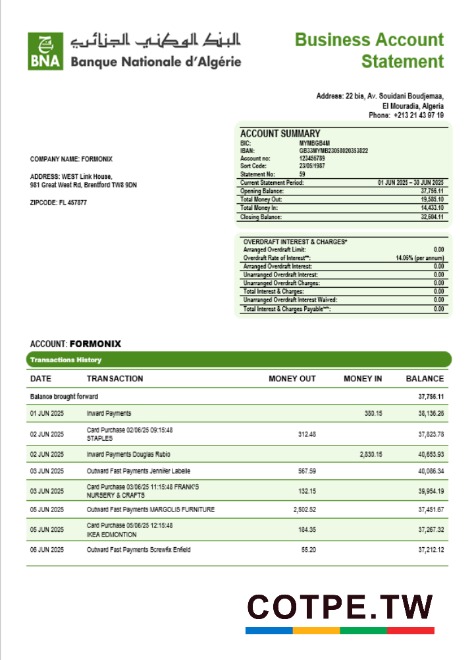 البنك الوطني الجزائري
BNA
Banque Nationale d'Algérie
Business Account
Statement
Address: 22 bis, Av. Souidani Boudjemaa,
El Mouradia, Algeria
Phone: +213 21 43 97 19
COMPANY NAME: FORMONIX
ADDRESS: WEST Link House,
981 Great West Rd, Brentford TW8 9DN
ZIPCODE: FL 457877
ACCOUNT SUMMARY
BIC: MYMBGB4M
IBAN: GB33MYMB23058020353822
Account no: 123456789
Sort Code: 23/05/1987
Statement No: 59
Current Statement Period: 01 JUN 2025 – 30 JUN 2025
Opening Balance: 37,756.11
Total Money Out: 19,585.10
Total Money In: 14,433.10
Closing Balance: 32,604.11
OVERDRAFT INTEREST & CHARGES*
Arranged Overdraft Limit: 0.00
Overdraft Rate of Interest**: 14.05% (per annum)
Arranged Overdraft Interest: 0.00
Unarranged Overdraft Interest: 0.00
Unarranged Overdraft Charges: 0.00
Total Interest & Charges: 0.00
Unarranged Overdraft Interest Waived: 0.00
Total Interest & Charges Payable***: 0.00
ACCOUNT: FORMONIX
Transactions History
DATE TRANSACTION MONEY OUT MONEY IN BALANCE
Balance brought forward 37,756.11
01 JUN 2025 Inward Payments 380.15 38,136.26
02 JUN 2025 Card Purchase 02/06/25 09:15:48 312.48 37,823.78
STAPLES
02 JUN 2025 Inward Payments Douglas Rubio 2,830.15 40,653.93
03 JUN 2025 Outward Fast Payments Jennifer Labelle 567.59 40,086.34
03 JUN 2025 Card Purchase 03/06/25 11:15:48 FRANK'S 132.15 39,954.19
NURSERY & CRAFTS
05 JUN 2025 Outward Fast Payments MARGOLIS FURNITURE 2,502.52 37,451.67
05 JUN 2025 Card Purchase 05/06/25 12:15:48 184.35 37,267.32
IKEA EDMONTION
06 JUN 2025 Outward Fast Payments Screwfix Enfield 55.20 37,212.12
COTPE.TW